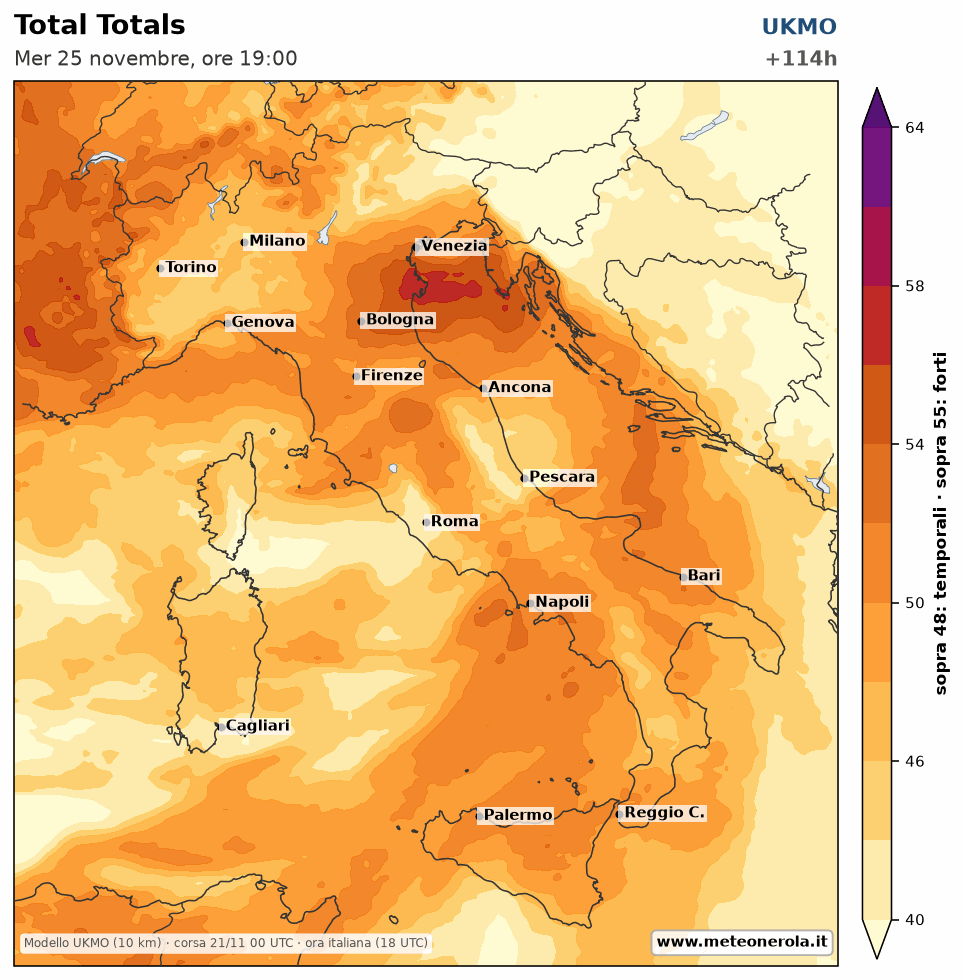 Total Totals
UKMO
Mer 25 novembre, ore 19:00
+114h
64
Milano
Venezia
Torino
58
Genova
Bologna
Firenze
Ancona
54
Pescara
Roma
Bari
50
Napoli
Cagliari
46
Palermo
Reggio C.
40
sopra 48: temporali · sopra 55: forti
Modello UKMO (10 km) · corsa 21/11 00 UTC · ora italiana (18 UTC)
www.meteonerola.it